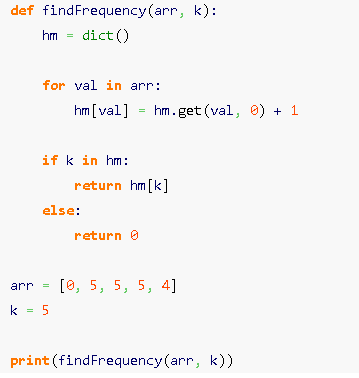 def findFrequency(arr, k):
    hm = dict()
    for val in arr:
        hm[val] = hm.get(val, 0) + 1
    if k in hm:
        return hm[k]
    else:
        return 0
arr = [0, 5, 5, 5, 4]
k = 5
print(findFrequency(arr, k))